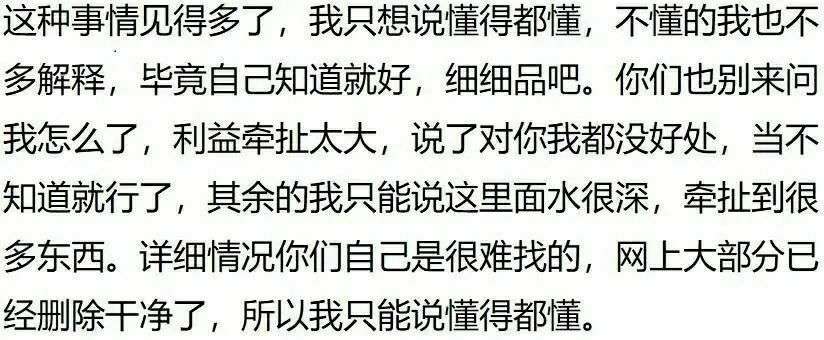 这种事情见得多了，我只想说懂得都懂，不懂的我也不
多解释，毕竟自己知道就好，细细品吧。你们也别来问
我怎么了，利益牵扯太大，说了对你我都没好处，当不
知道就行了，其余的我只能说这里面水很深，牵扯到很
多东西。详细情况你们自己是很难找的，网上大部分已
经删除干净了，所以我只能说懂得都懂。